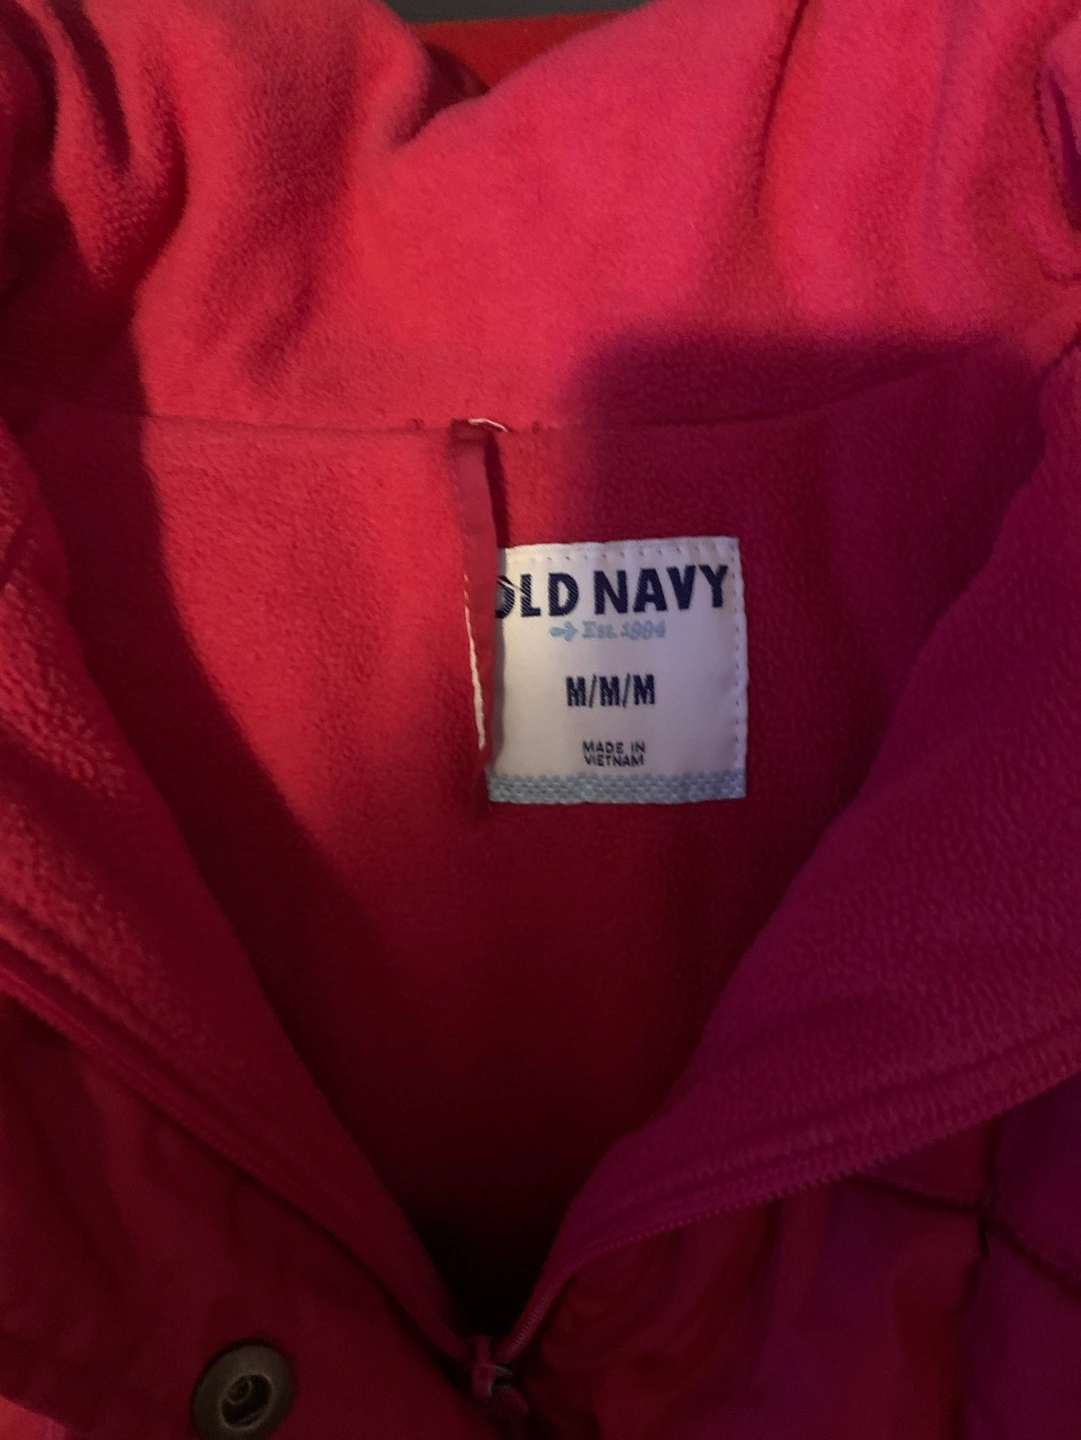 OLD NAVY
Est. 1994
M/M/M
MADE IN
VIETNAM